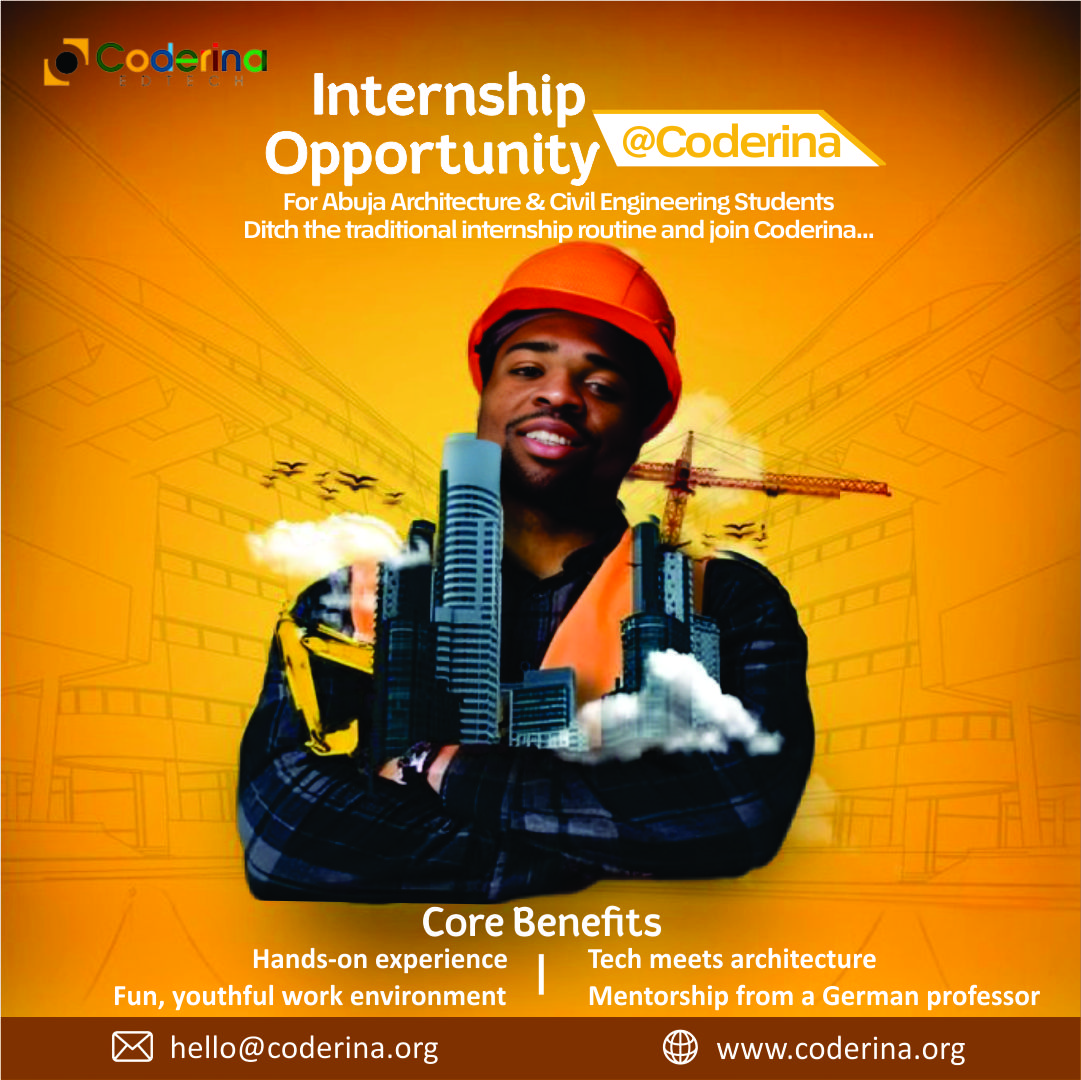 Coderina
EDTECH
Internship
Opportunity
@Coderina
For Abuja Architecture & Civil Engineering Students
Ditch the traditional internship routine and join Coderina...
Core Benefits
Hands-on experience
Fun, youthful work environment
Tech meets architecture
Mentorship from a German professor
hello@coderina.org
www.coderina.org